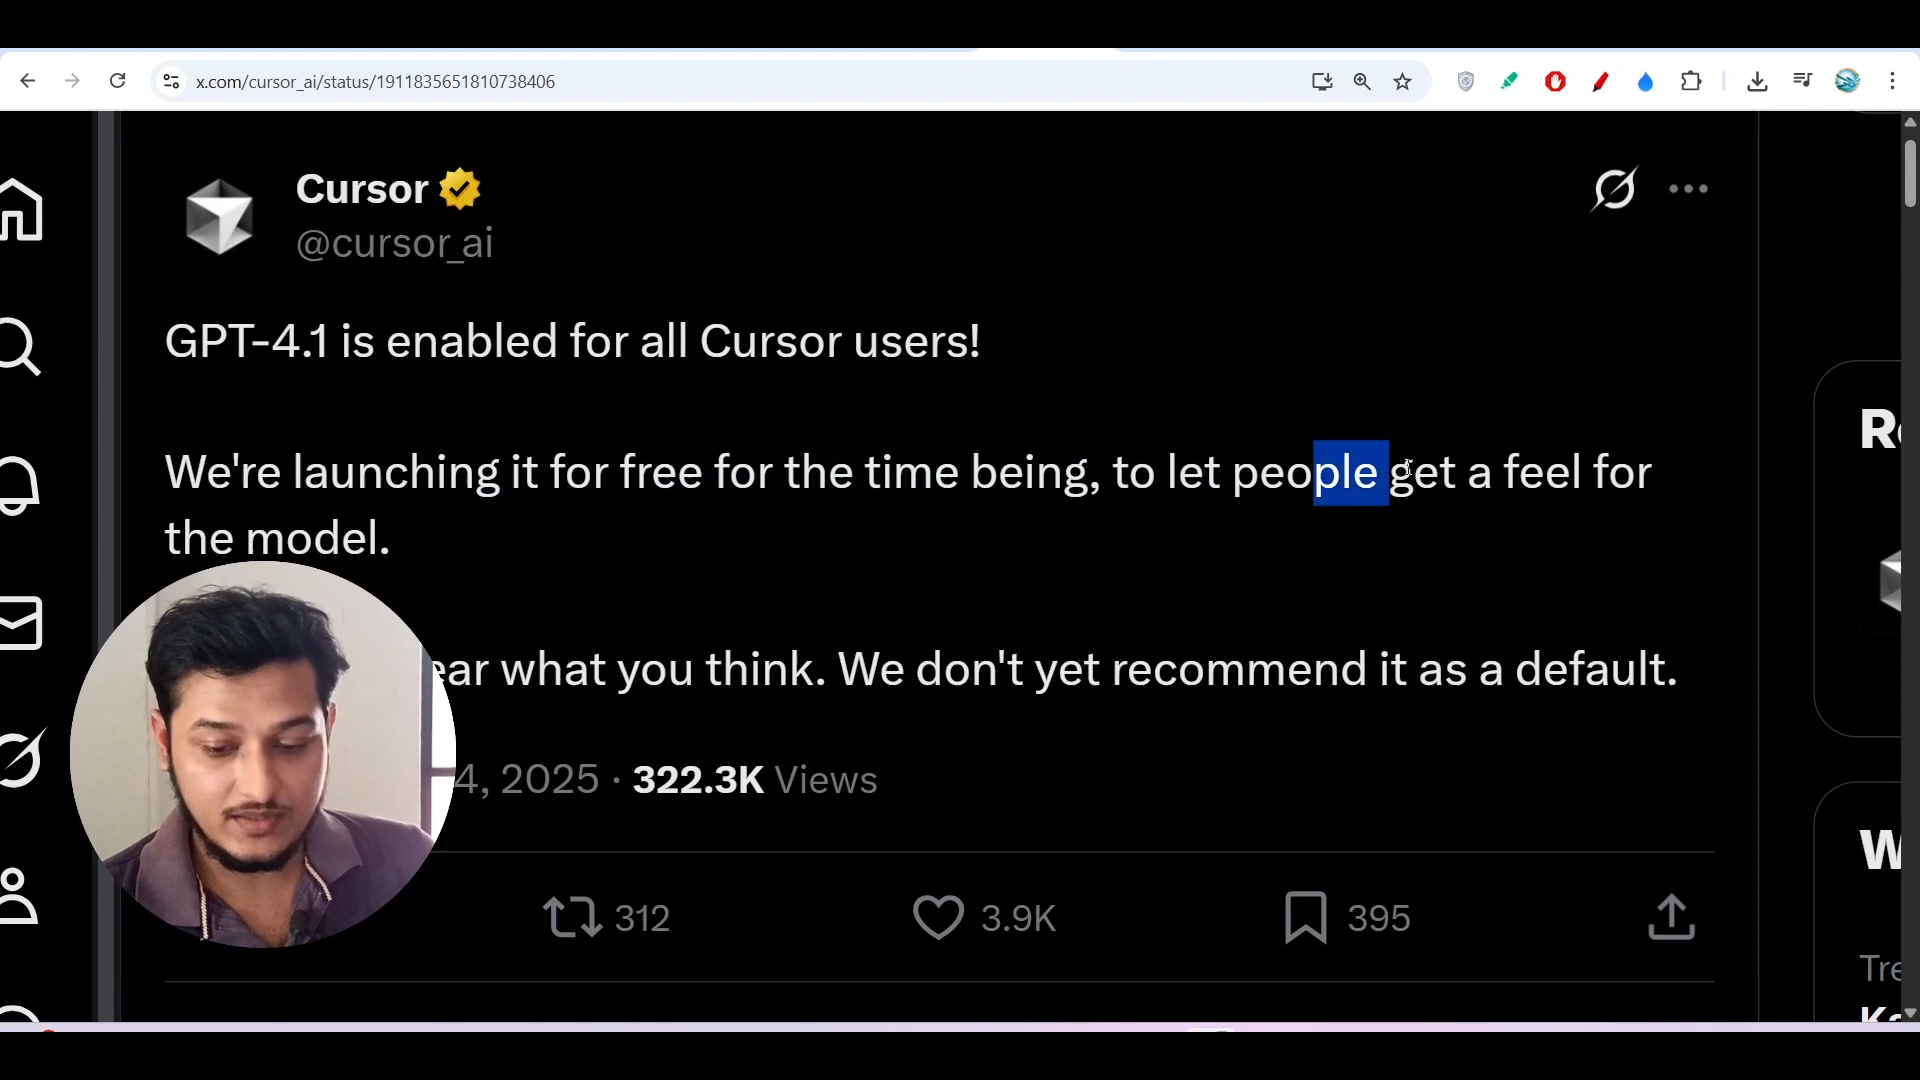 x.com/cursor_ai/status/1911835651810738406
Cursor
@cursor_ai
GPT-4.1 is enabled for all Cursor users!
We're launching it for free for the time being, to let people get a feel for
the model.
what you think. We don't yet recommend it as a default.
4, 2025 · 322.3K Views
312
3.9K
395